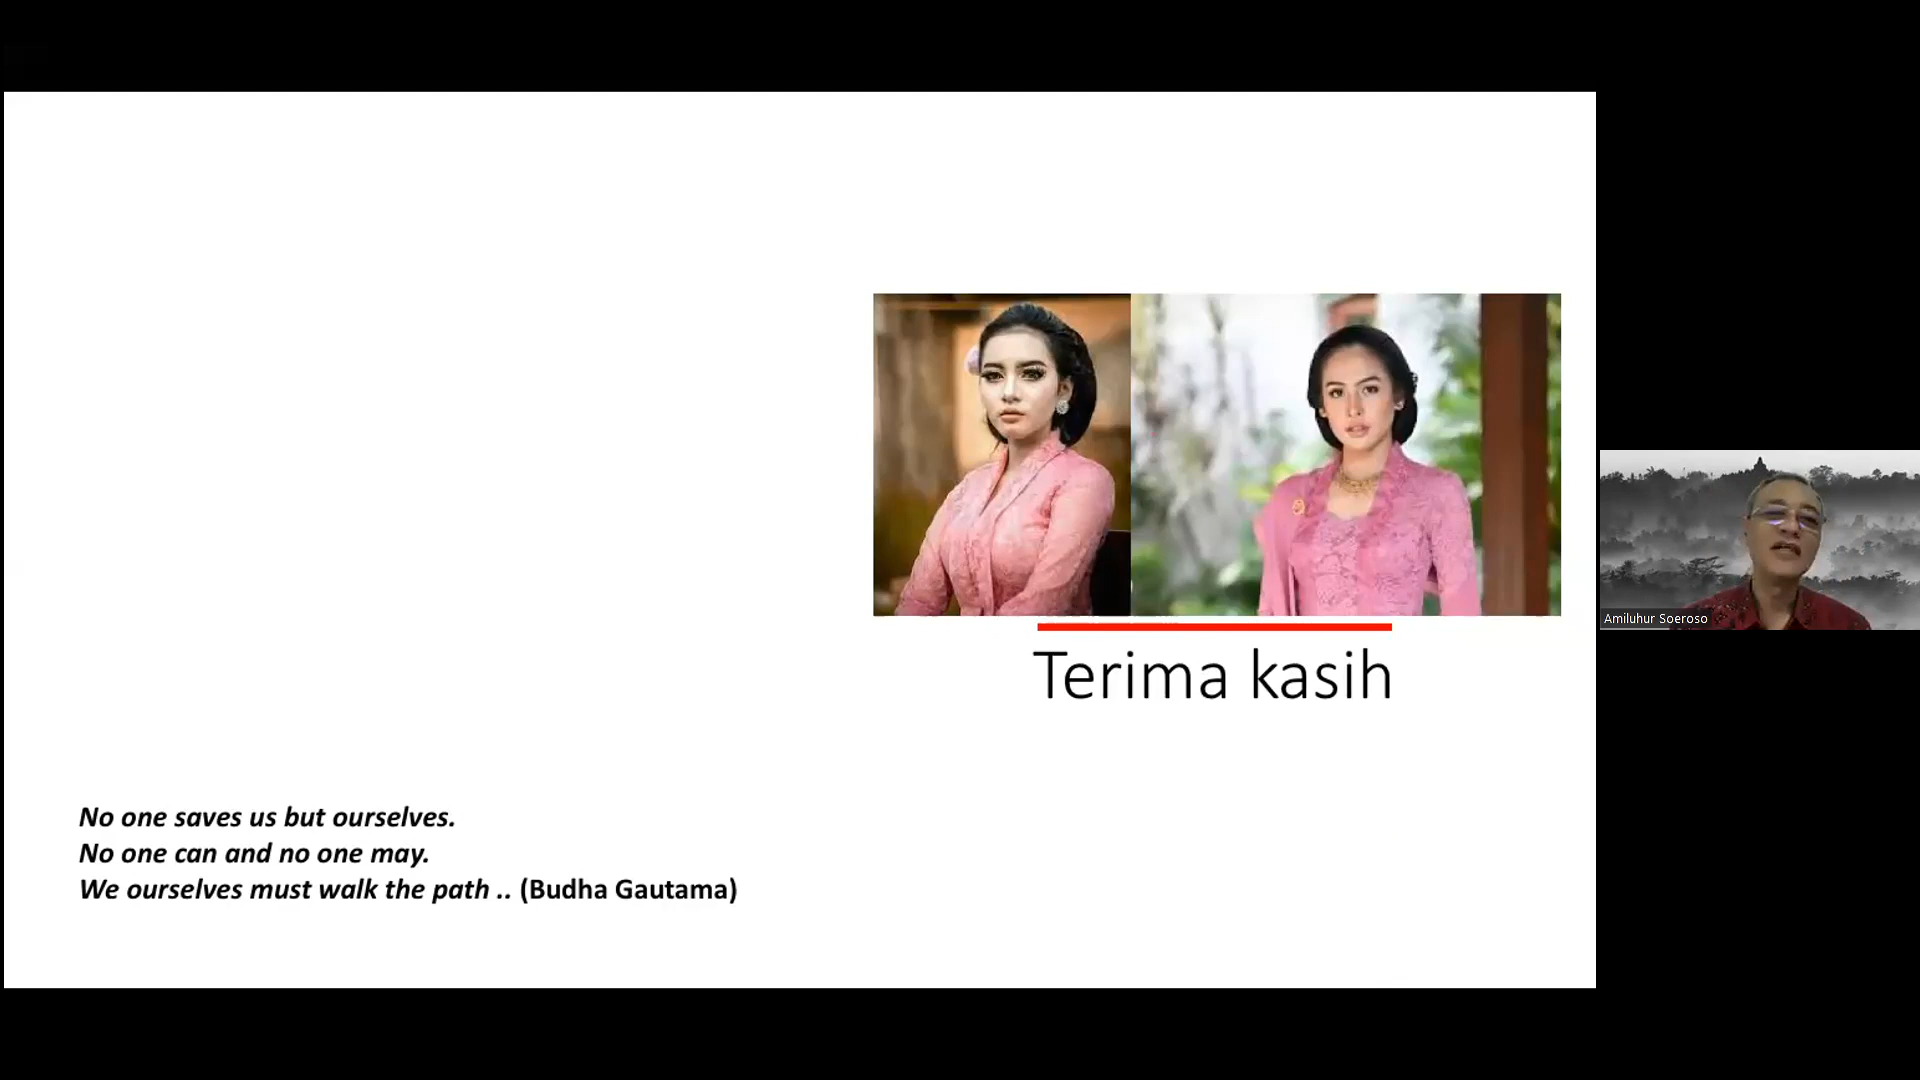 Terima kasih
No one saves us but ourselves.
No one can and no one may.
We ourselves must walk the path .. (Budha Gautama)
Amiluhur Soeroso